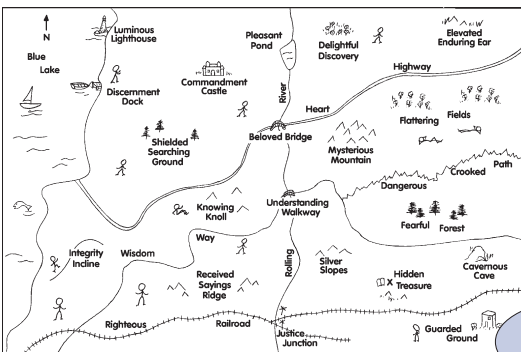 Luminous
Lighthouse
Pleasant
Pond
Delightful
Discovery
Elevated
Enduring Ear
N
Blue
Lake
Discernment
Dock
Commandment
Castle
River
Heart
Highway
Flattering Fields
Shielded
Searching
Ground
Beloved Bridge
Mysterious
Mountain
Dangerous Crooked Path
Knowing
Knoll
Understanding
Walkway
Fearful Forest
Integrity
Incline
Wisdom Way
Received
Sayings
Ridge
Rolling
Silver
Slopes
Hidden
X Treasure
Cavernous
Cave
Righteous Railroad
Justice
Junction
Guarded
Ground